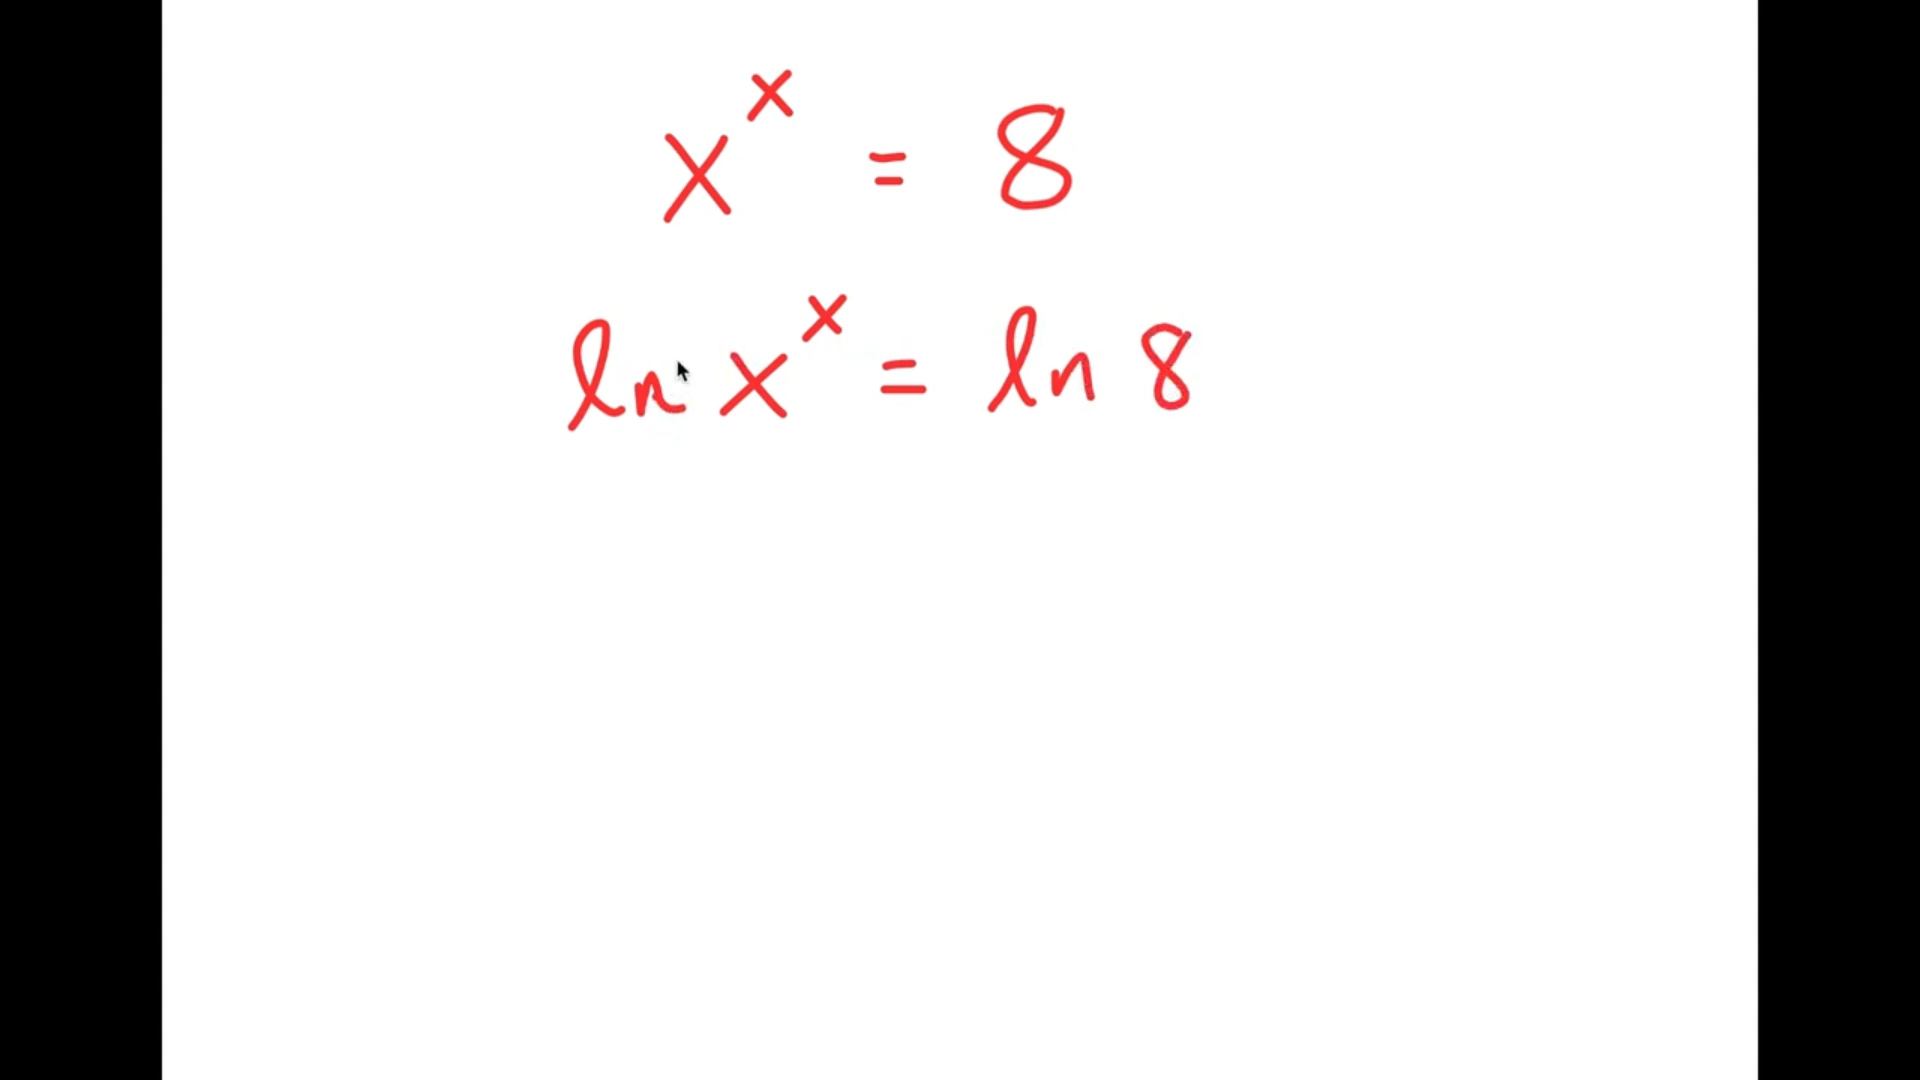 x^x = 8
ln x^x = ln 8